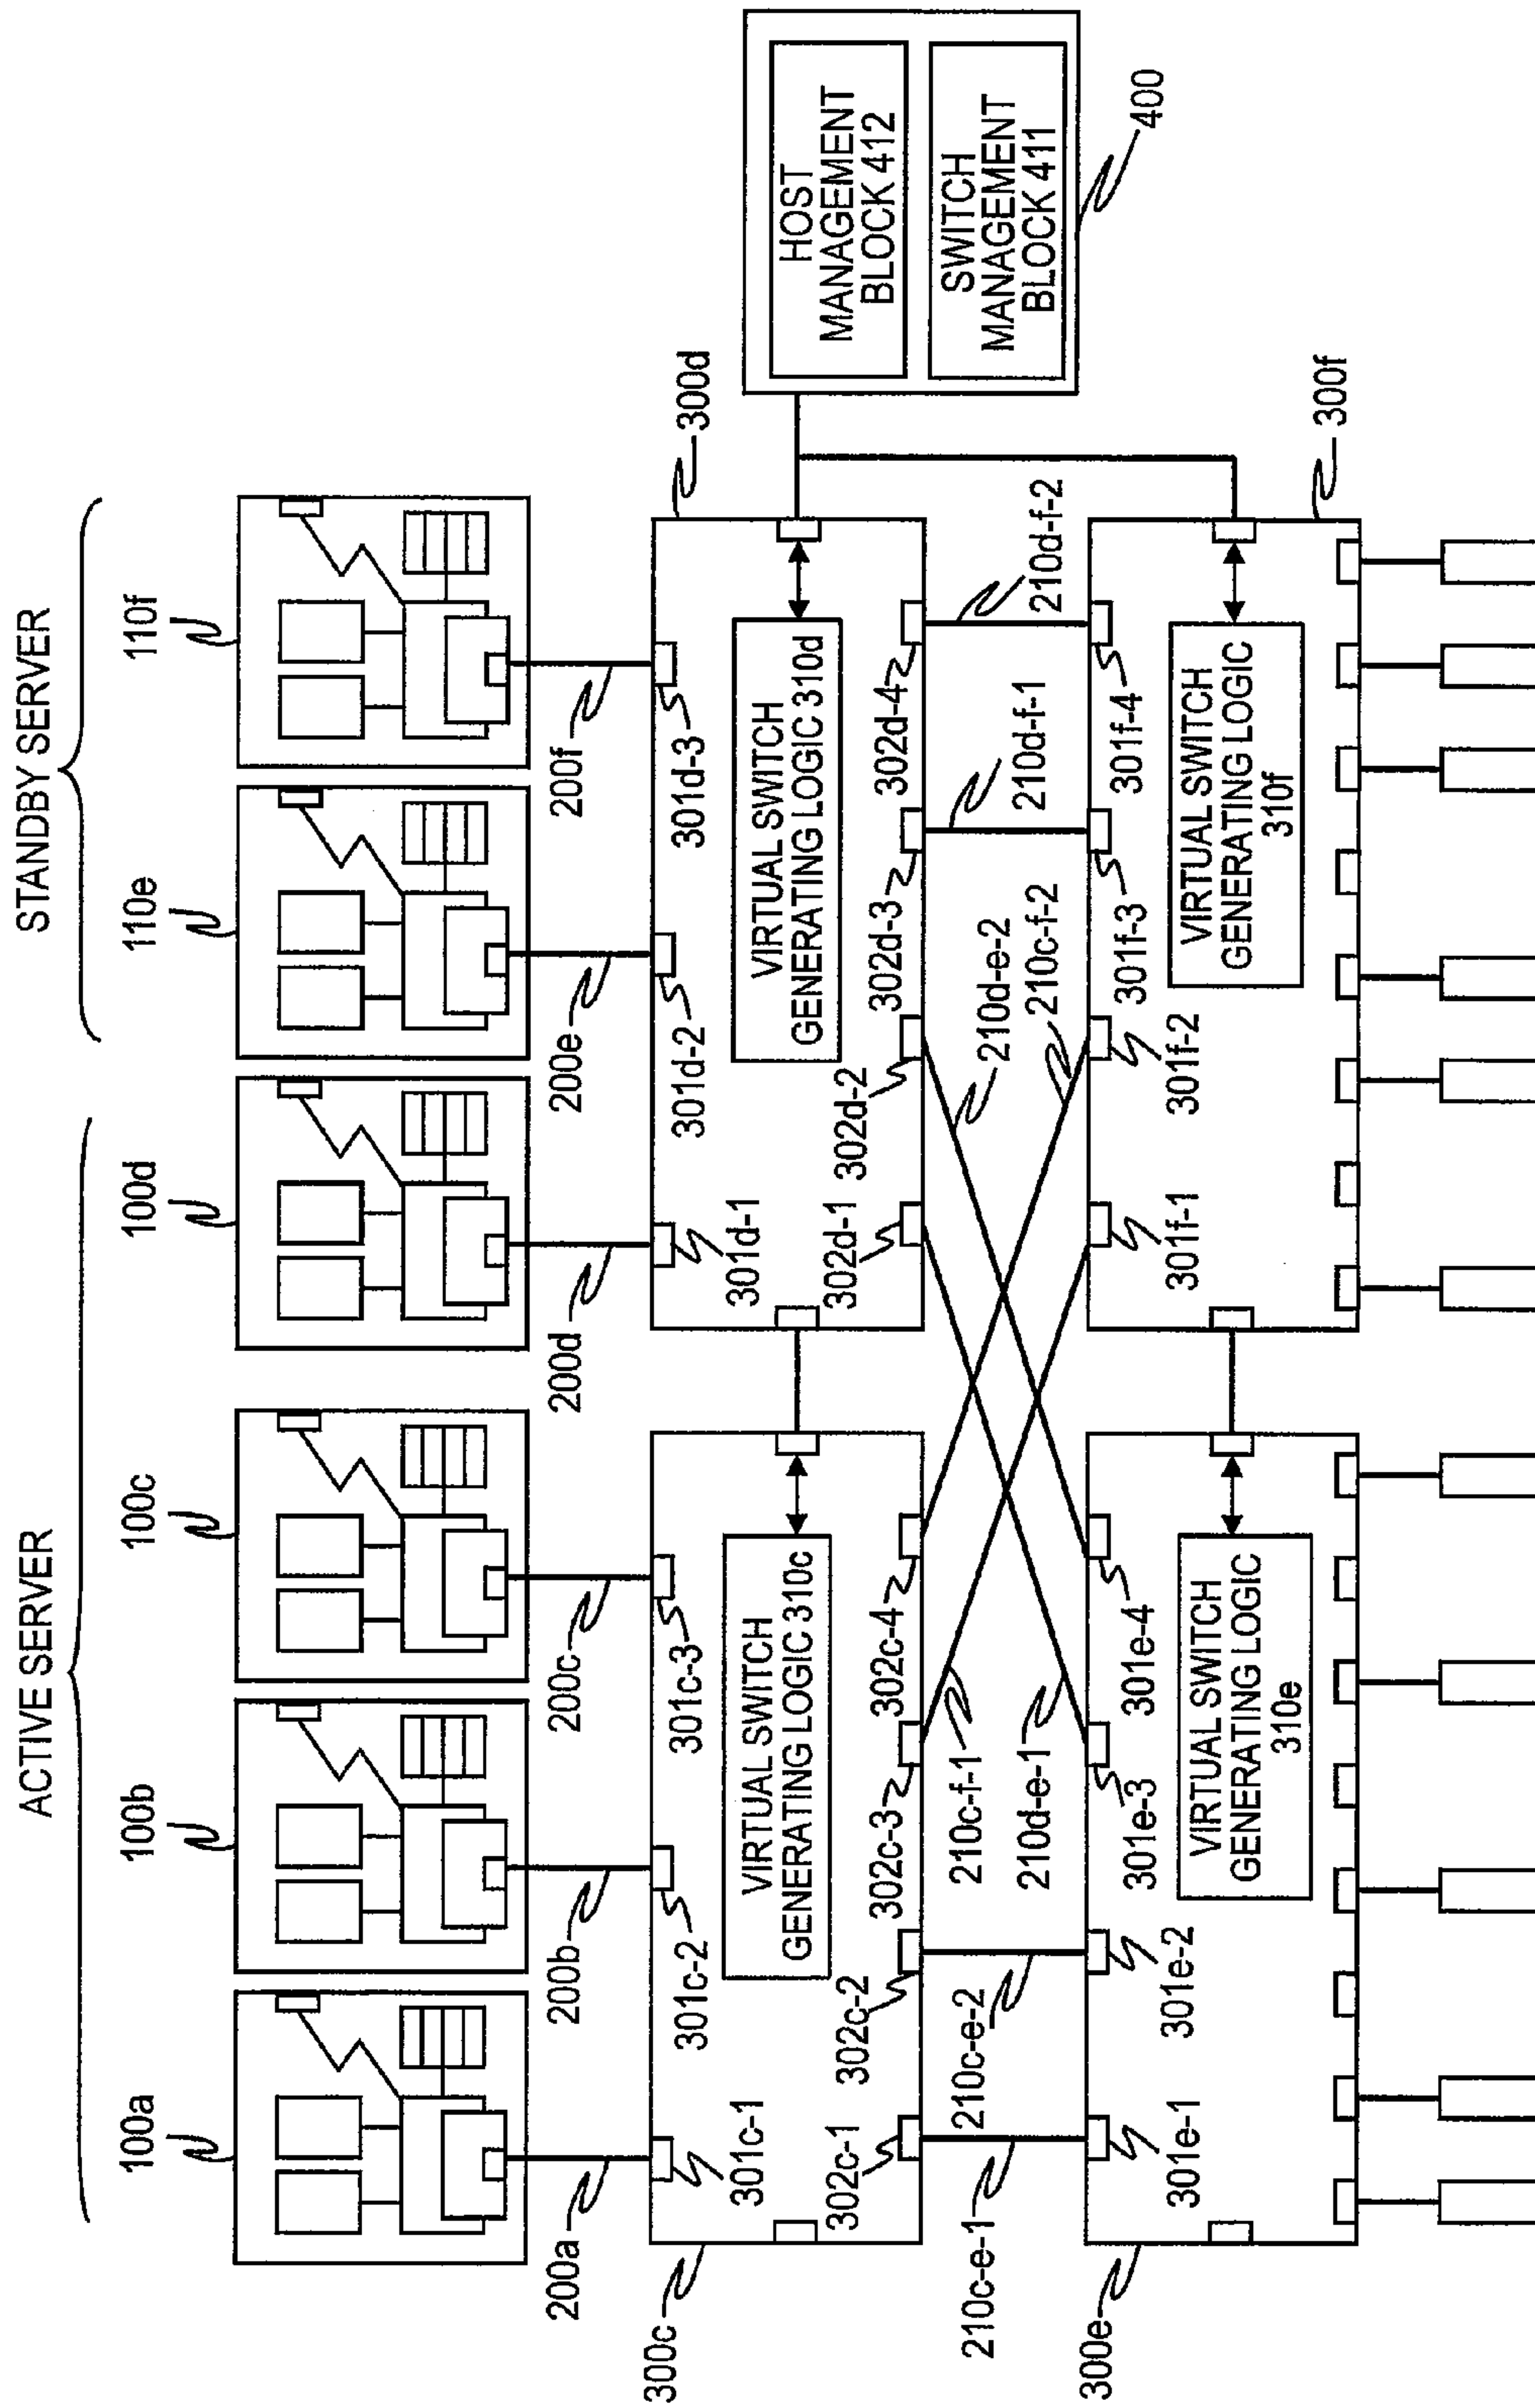 ACTIVE SERVER
STANDBY SERVER
100a
100b
100c
100d
110e
110f
200a
200b
200c
200d
200e
200f
300c
301c-1
301c-2
301c-3
VIRTUAL SWITCH
GENERATING LOGIC 310c
302c-1
302c-2
302c-3
302c-4
300d
301d-1
301d-2
301d-3
VIRTUAL SWITCH
GENERATING LOGIC 310d
302d-1
302d-2
302d-3
302d-4
HOST
MANAGEMENT
BLOCK 412
SWITCH
MANAGEMENT
BLOCK 411
400
210c-e-1
210c-e-2
210c-f-1
210d-e-1
210d-e-2
210c-f-2
210d-f-1
210d-f-2
300e
301e-1
301e-2
301e-3
301e-4
VIRTUAL SWITCH
GENERATING LOGIC
310e
300f
301f-1
301f-2
301f-3
301f-4
VIRTUAL SWITCH
GENERATING LOGIC
310f